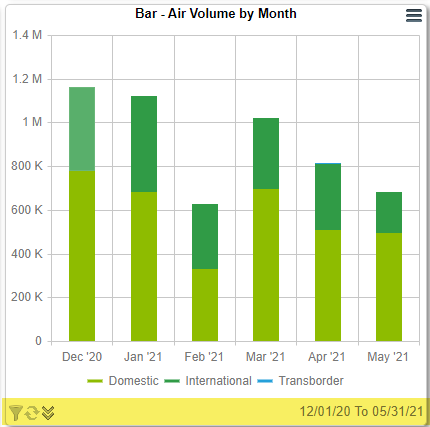 Bar - Air Volume by Month
1.4 M
1.2 M
1 M
800 K
600 K
400 K
200 K
0
Dec '20 Jan '21 Feb '21 Mar '21 Apr '21 May '21
Domestic International Transborder
12/01/20 To 05/31/21